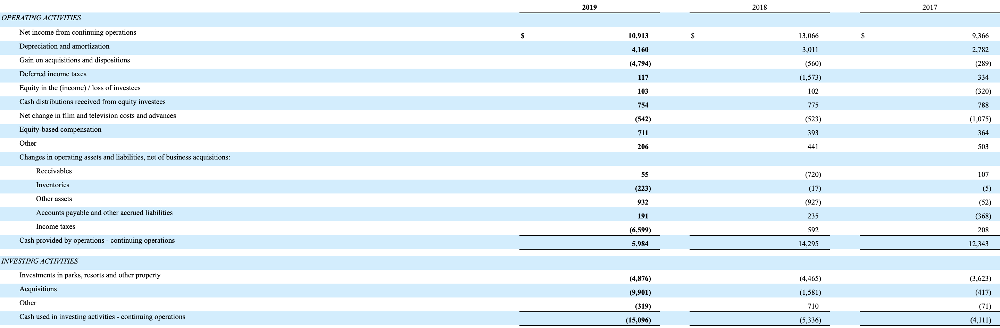 2019 2018 2017
OPERATING ACTIVITIES
Net income from continuing operations $ 10,913 $ 13,066 $ 9,366
Depreciation and amortization 4,160 3,011 2,782
Gain on acquisitions and dispositions (4,794) (560) (289)
Deferred income taxes 117 (1,573) 334
Equity in the (income) / loss of investees 103 102 (320)
Cash distributions received from equity investees 754 775 788
Net change in film and television costs and advances (542) (523) (1,075)
Equity-based compensation 711 393 364
Other 206 441 503
Changes in operating assets and liabilities, net of business acquisitions:
Receivables 55 (720) 107
Inventories (223) (17) (5)
Other assets 932 (927) (52)
Accounts payable and other accrued liabilities 191 235 (368)
Income taxes (6,599) 592 208
Cash provided by operations - continuing operations 5,984 14,295 12,343
INVESTING ACTIVITIES
Investments in parks, resorts and other property (4,876) (4,465) (3,623)
Acquisitions (9,901) (1,581) (417)
Other (319) 710 (71)
Cash used in investing activities - continuing operations (15,096) (5,336) (4,111)